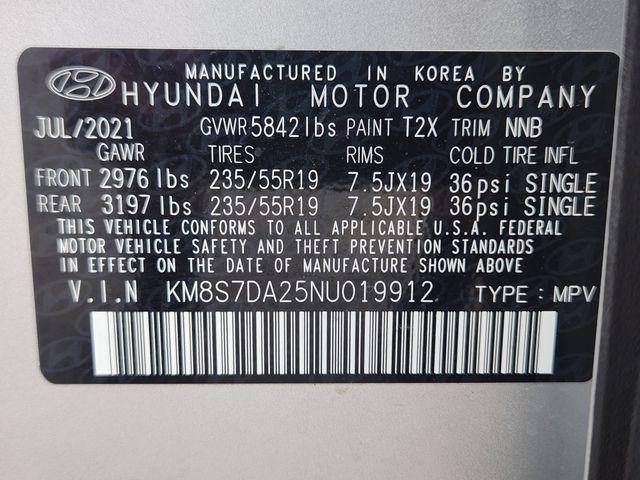 MANUFACTURED IN KOREA BY
HYUNDAI MOTOR COMPANY
JUL/2021 GVWR 5842 lbs PAINT T2X TRIM NNB
GAWR TIRES RIMS COLD TIRE INFL
FRONT 2976 lbs 235/55R19 7.5JX19 36 psi SINGLE
REAR 3197 lbs 235/55R19 7.5JX19 36 psi SINGLE
THIS VEHICLE CONFORMS TO ALL APPLICABLE U.S.A. FEDERAL
MOTOR VEHICLE SAFETY AND THEFT PREVENTION STANDARDS
IN EFFECT ON THE DATE OF MANUFACTURE SHOWN ABOVE
V.I.N KM8S7DA25NU019912 TYPE : MPV